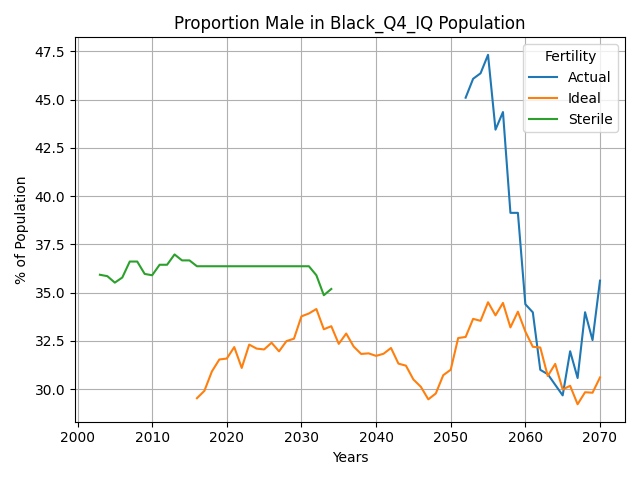 Proportion Male in Black_Q4_IQ Population
% of Population
47.5
45.0
42.5
40.0
37.5
35.0
32.5
30.0
Fertility
Actual
Ideal
Sterile
2000 2010 2020 2030 2040 2050 2060 2070
Years